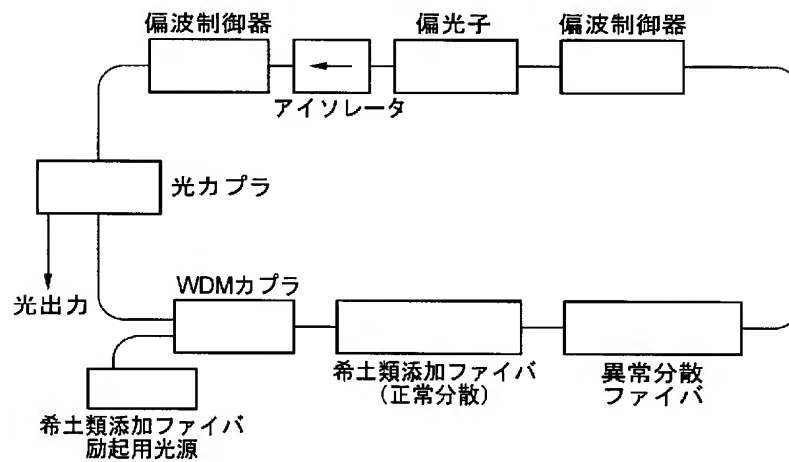 偏波制御器
偏光子
偏波制御器
アイソレータ
光カプラ
光出力
WDMカプラ
希土類添加ファイバ
(正常分散)
異常分散
ファイバ
希土類添加ファイバ
励起用光源